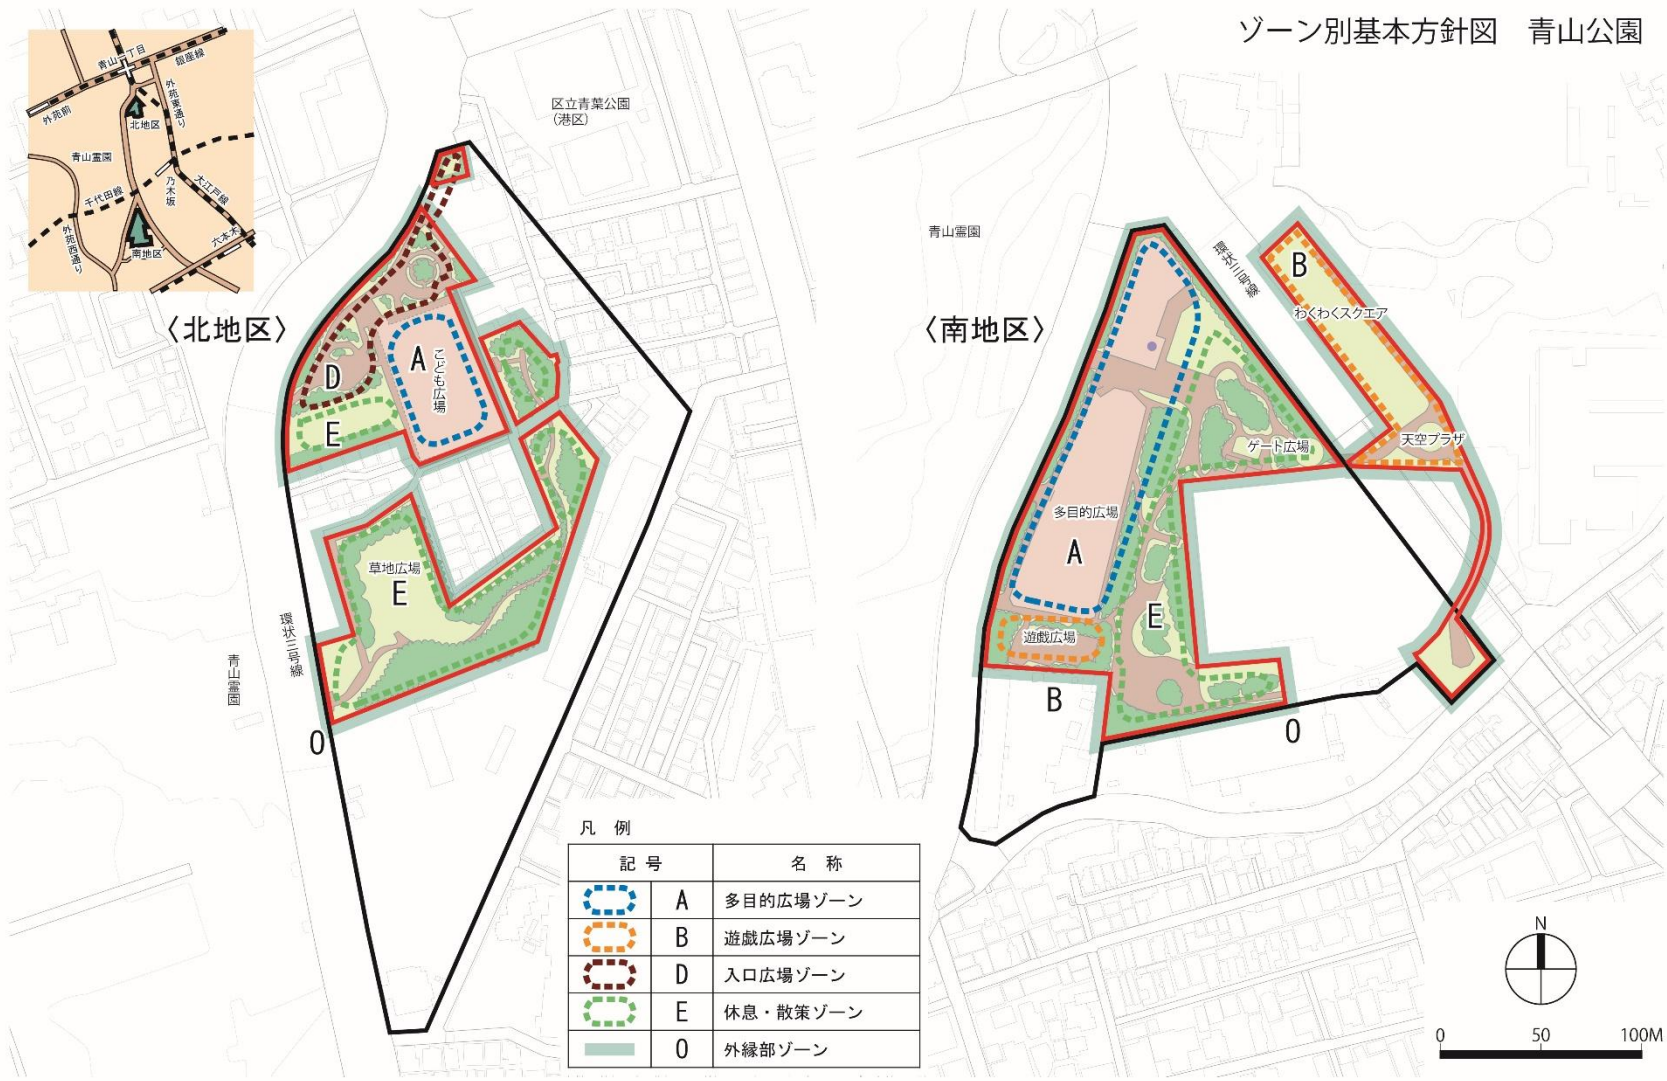 ゾーン別基本方針図　青山公園
青山一丁目
銀座線
外苑前
外苑東通り
北地区
青山霊園
千代田線
乃木坂
大江戸線
外苑西通り
南地区
六本木
区立青葉公園
(港区)
〈北地区〉
A
こども広場
D
E
草地広場
E
環状三号線
青山霊園
O
〈南地区〉
青山霊園
環状三号線
B
わくわくスクエア
天空プラザ
ゲート広場
多目的広場
A
E
遊戯広場
B
O
凡　例
記　号　名　称
A　多目的広場ゾーン
B　遊戯広場ゾーン
D　入口広場ゾーン
E　休息・散策ゾーン
O　外縁部ゾーン
N
0　50　100M